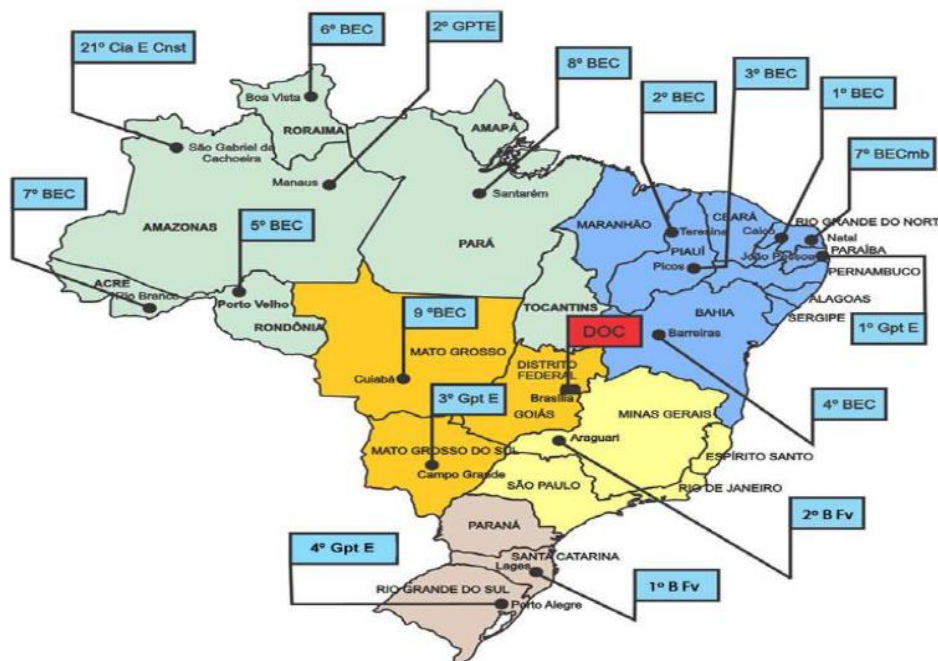 6º BEC
2º GPTE
21º Cia E Cnst
8º BEC
3º BEC
2º BEC
1º BEC
7º BECmb
Boa Vista
RORAIMA
AMAPÁ
São Gabriel da
Cachoeira
Manaus
Santarém
7º BEC
5º BEC
AMAZONAS
PARÁ
MARANHÃO
CEARÁ
Teresina
Caicó
RIO GRANDE DO NORT
Natal
PIAUÍ
João Pessoa
PARAÍBA
Picos
PERNAMBUCO
ACRE
Rio Branco
Porto Velho
RONDÔNIA
TOCANTINS
BAHIA
ALAGOAS
SERGIPE
1º Gpt E
9 ºBEC
DOC
Barreiras
MATO GROSSO
DISTRITO
FEDERAL
Cuiabá
3º Gpt E
Brasília
GOIÁS
4º BEC
MINAS GERAIS
Araguari
MATO GROSSO DO SUL
Campo Grande
ESPÍRITO SANTO
SÃO PAULO
RIO DE JANEIRO
2º B Fv
PARANÁ
4º Gpt E
SANTA CATARINA
Lages
1º B Fv
RIO GRANDE DO SUL
Porto Alegre